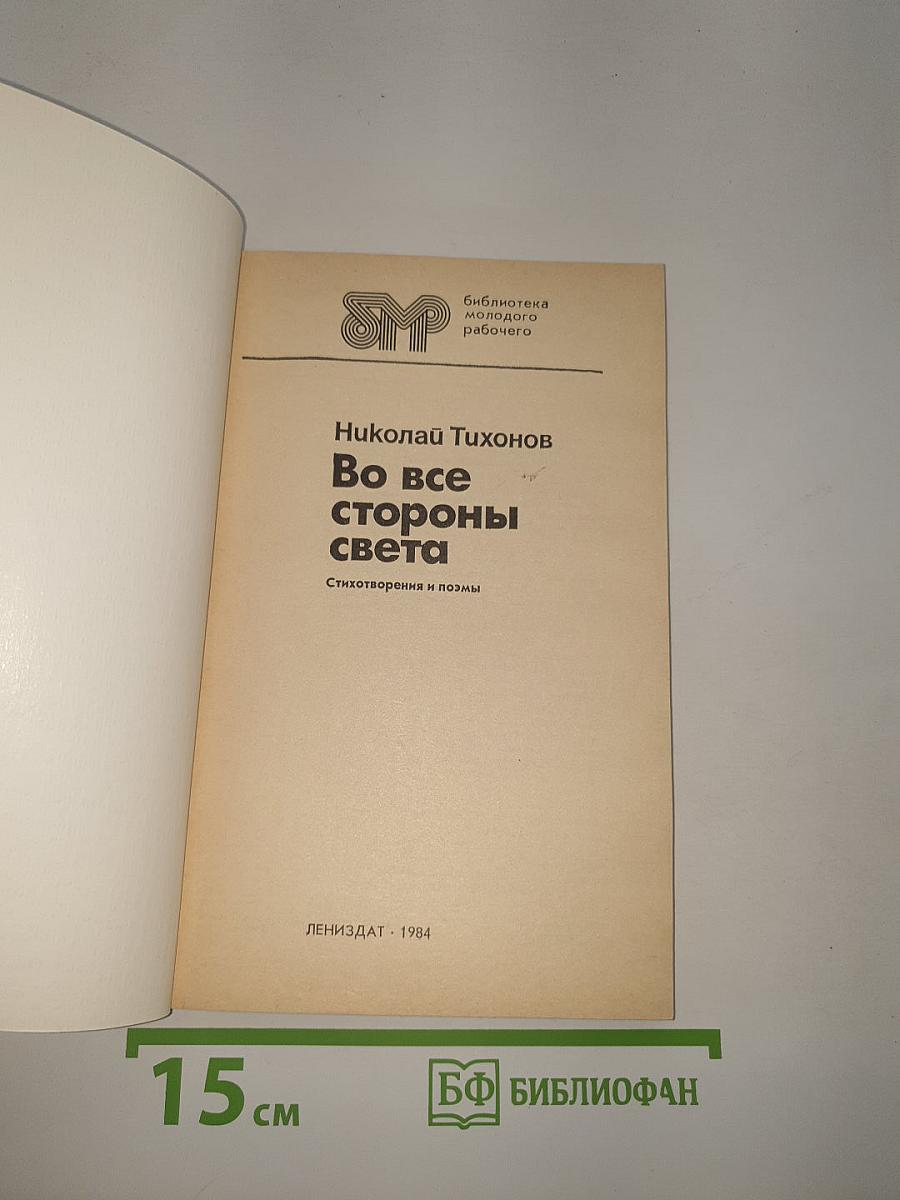 БМР
библиотека
молодого
рабочего
Николай Тихонов
Во все
стороны
света
Стихотворения и поэмы
ЛЕНИЗДАТ · 1984
15 см
БФ БИБЛИОФАН